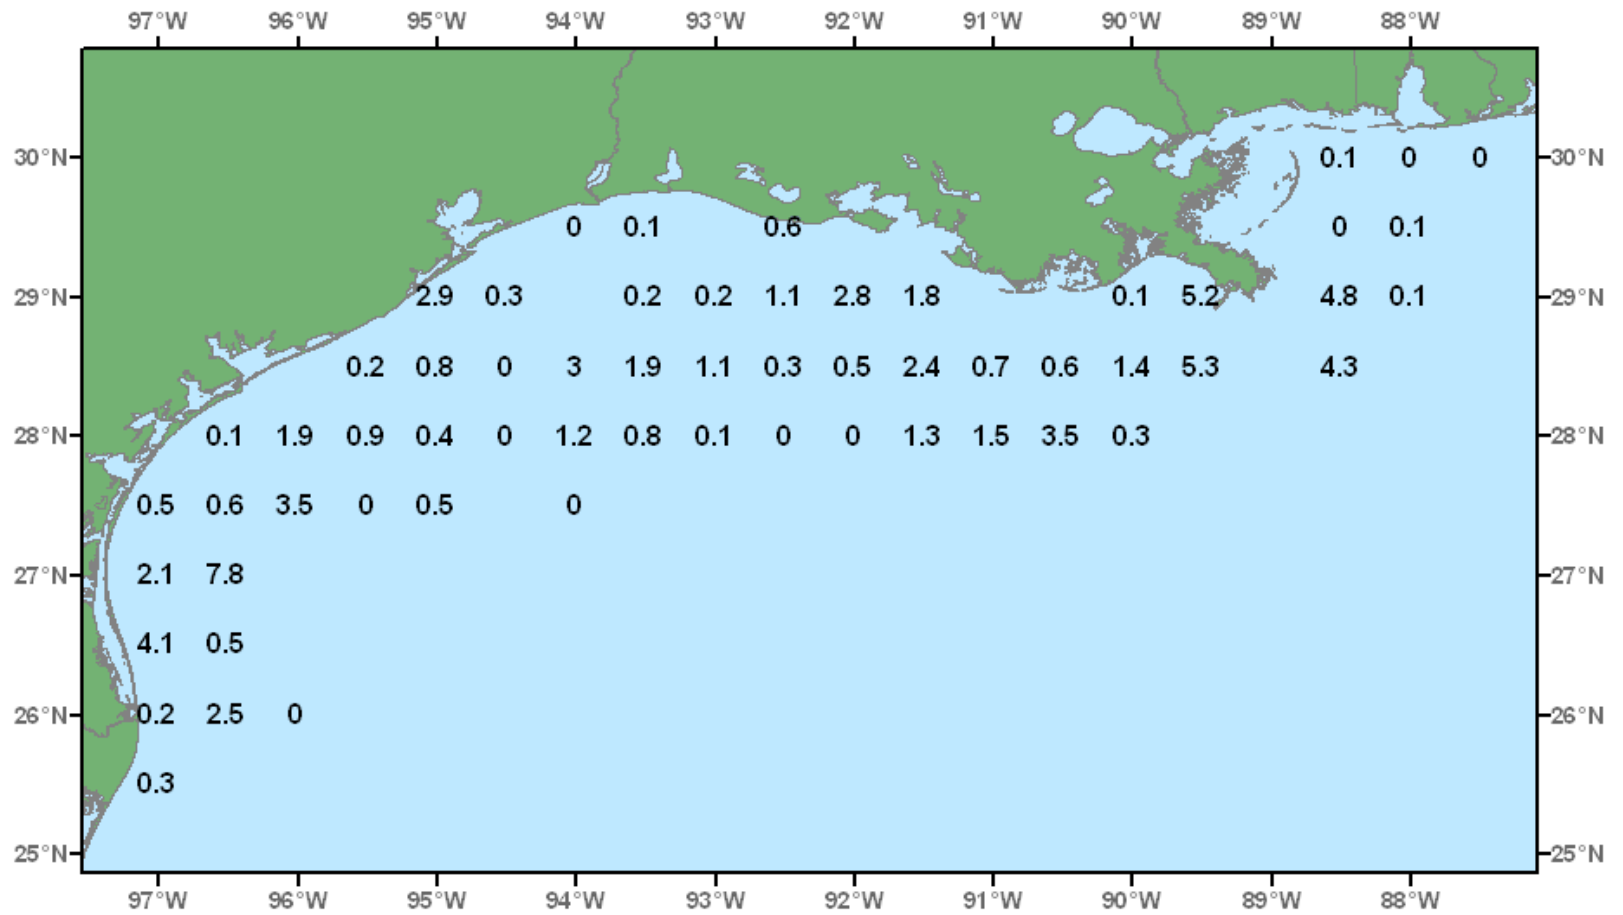 97°W 96°W 95°W 94°W 93°W 92°W 91°W 90°W 89°W 88°W
30°N 0.1 0 0 30°N
0 0.1 0.6 0 0.1
29°N 2.9 0.3 0.2 0.2 1.1 2.8 1.8 0.1 5.2 4.8 0.1 29°N
0.2 0.8 0 3 1.9 1.1 0.3 0.5 2.4 0.7 0.6 1.4 5.3 4.3
28°N 0.1 1.9 0.9 0.4 0 1.2 0.8 0.1 0 0 1.3 1.5 3.5 0.3 28°N
0.5 0.6 3.5 0 0.5 0
27°N 2.1 7.8 27°N
4.1 0.5
26°N 0.2 2.5 0 26°N
0.3
25°N 25°N
97°W 96°W 95°W 94°W 93°W 92°W 91°W 90°W 89°W 88°W